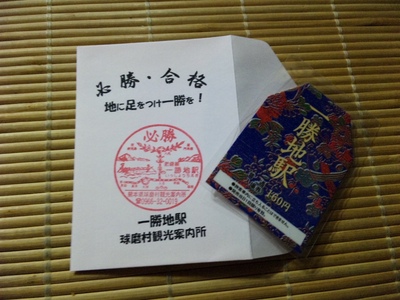 必勝・合格
地に足をつけ一勝を！
必勝
一勝地駅
球磨村観光案内所
一勝地駅
160円